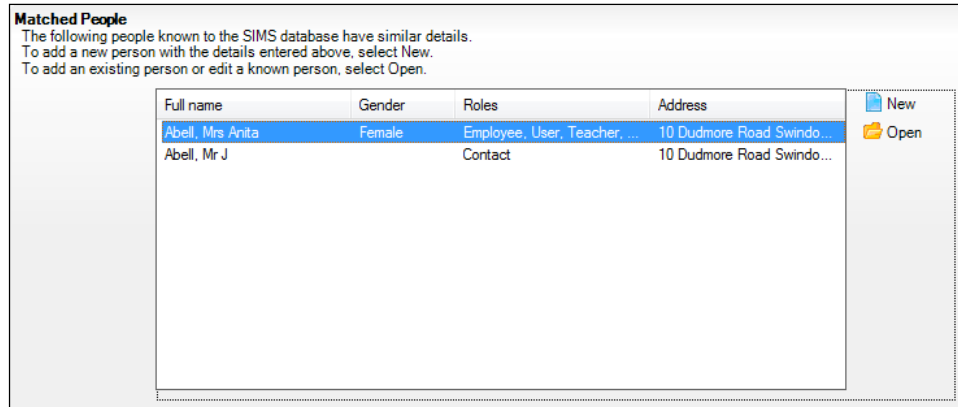 Matched People
The following people known to the SIMS database have similar details.
To add a new person with the details entered above, select New.
To add an existing person or edit a known person, select Open.
Full name Gender Roles Address New
Abell, Mrs Anita Female Employee, User, Teacher, ... 10 Dudmore Road Swindo... Open
Abell, Mr J Contact 10 Dudmore Road Swindo...